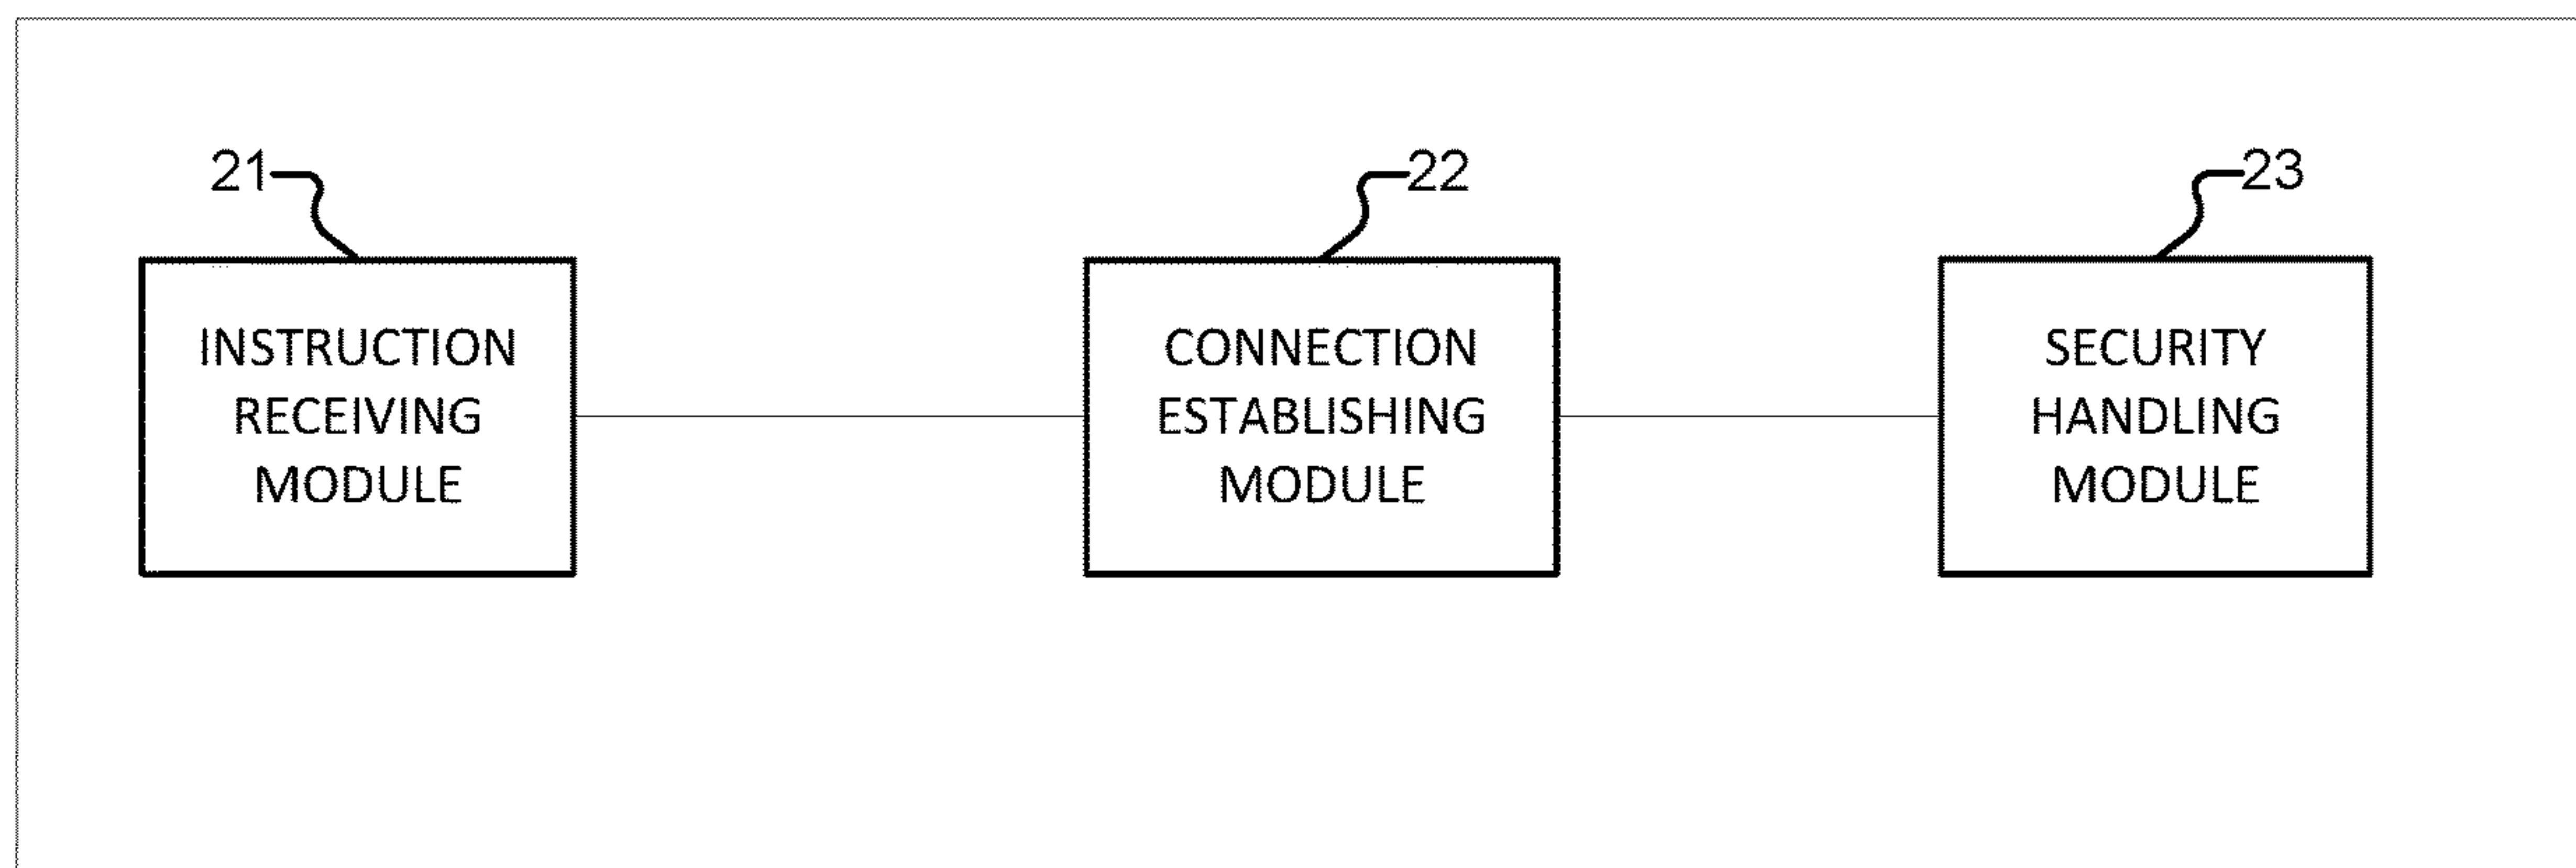 21
22
23
INSTRUCTION
RECEIVING
MODULE
CONNECTION
ESTABLISHING
MODULE
SECURITY
HANDLING
MODULE